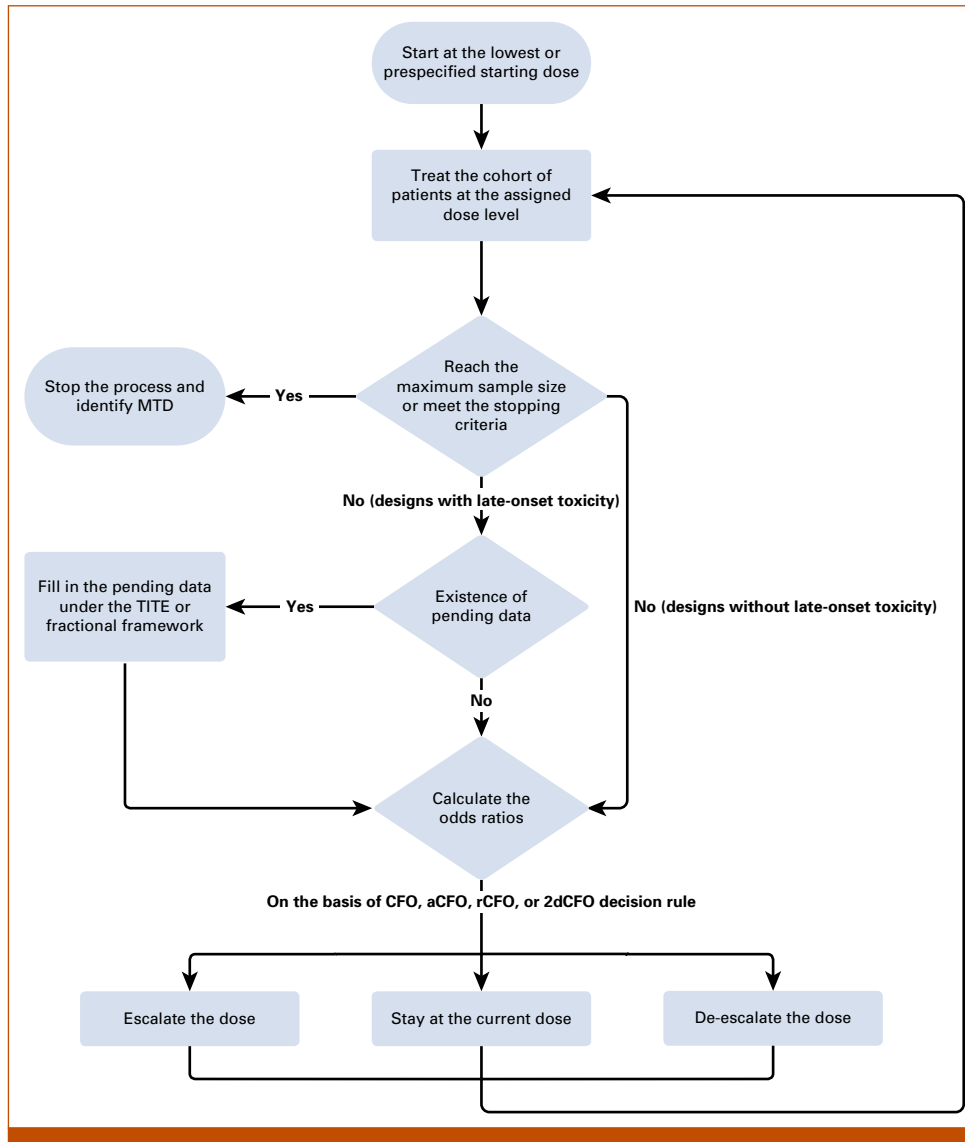 Start at the lowest or
prespecified starting dose
Treat the cohort of
patients at the assigned
dose level
Reach the
maximum sample size
or meet the stopping
criteria
Yes
Stop the process and
identify MTD
No (designs with late-onset toxicity)
No (designs without late-onset toxicity)
Existence of
pending data
Yes
Fill in the pending data
under the TITE or
fractional framework
No
Calculate the
odds ratios
On the basis of CFO, aCFO, rCFO, or 2dCFO decision rule
Escalate the dose
Stay at the current dose
De-escalate the dose